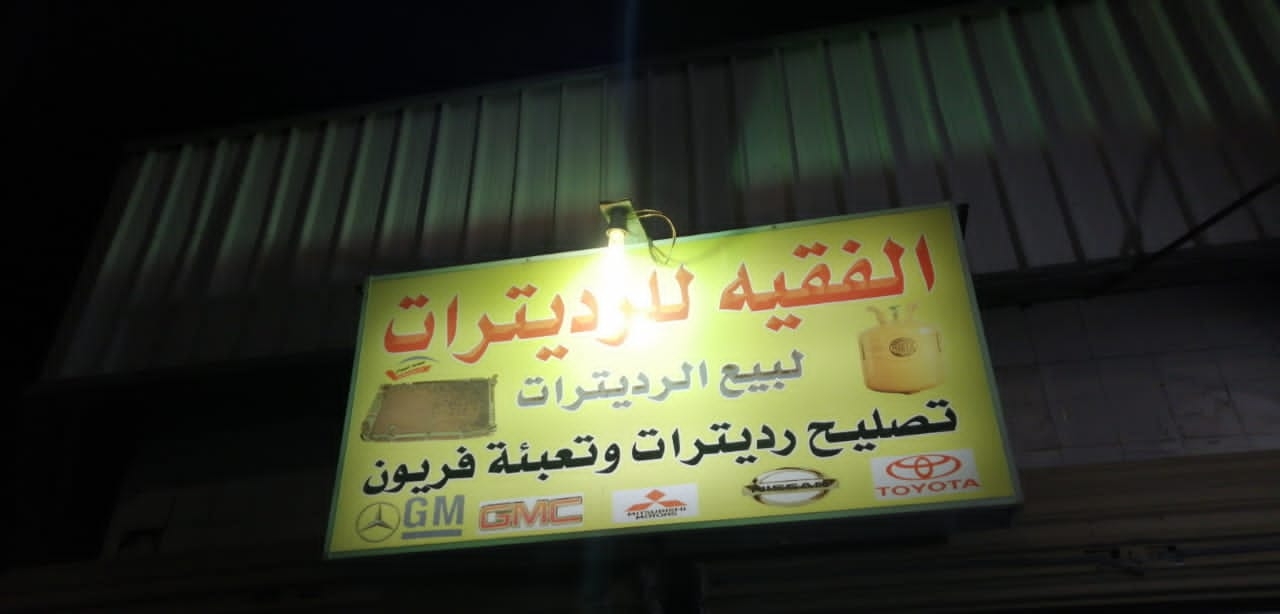 الفقيه للرديترات
لبيع الرديترات
تصليح رديترات وتعبئة فريون
GM
GMC
MITSUBISHI
MOTORS
NISSAN
TOYOTA